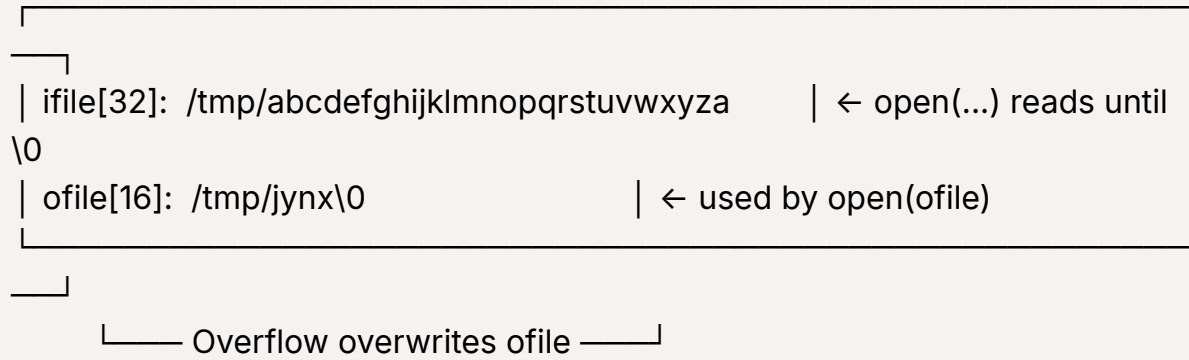 ┌──────────────────────────────────────────────────
──┐
│ ifile[32]: /tmp/abcdefghijklmnopqrstuvwxyza │ ← open(...) reads until
\0
│ ofile[16]: /tmp/jynx\0 │ ← used by open(ofile)
└──────────────────────────────────────────────────
──┘
└─── Overflow overwrites ofile ───┘